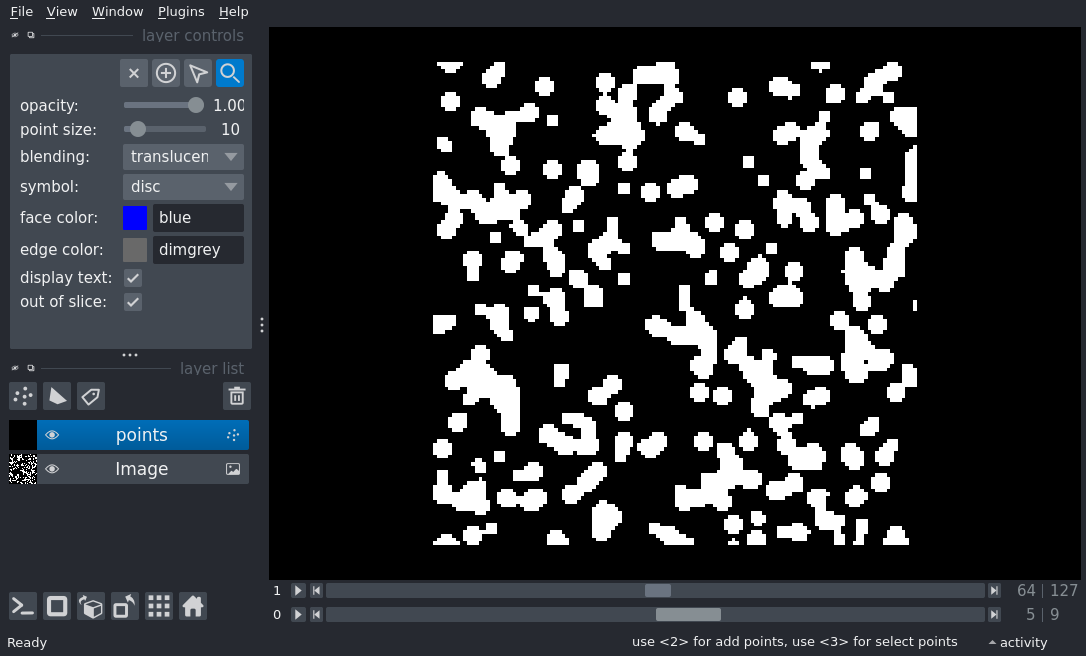 File View Window Plugins Help
layer controls
opacity: 1.00
point size: 10
blending: translucen
symbol: disc
face color: blue
edge color: dimgrey
display text:
out of slice:
layer list
points
Image
1 64 | 127
0 5 | 9
Ready use <2> for add points, use <3> for select points activity